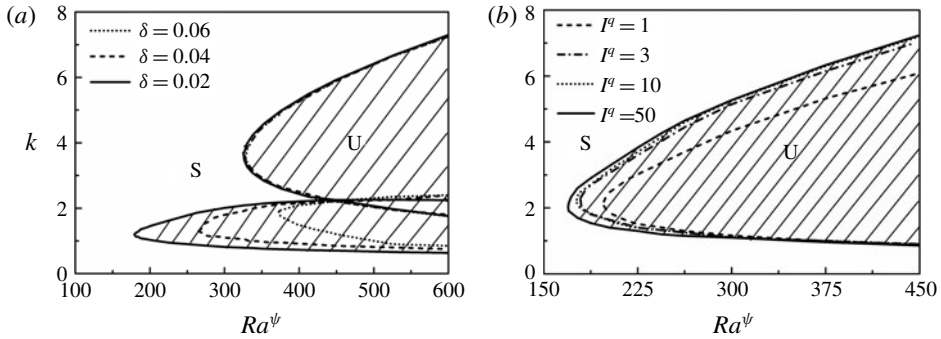 (a)
8
6
k 4
2
0
δ = 0.06
δ = 0.04
δ = 0.02
S
U
100 200 300 400 500 600
Ra^ψ
(b)
8
6
4
2
0
I^q = 1
I^q = 3
I^q = 10
I^q = 50
S
U
150 225 300 375 450
Ra^ψ